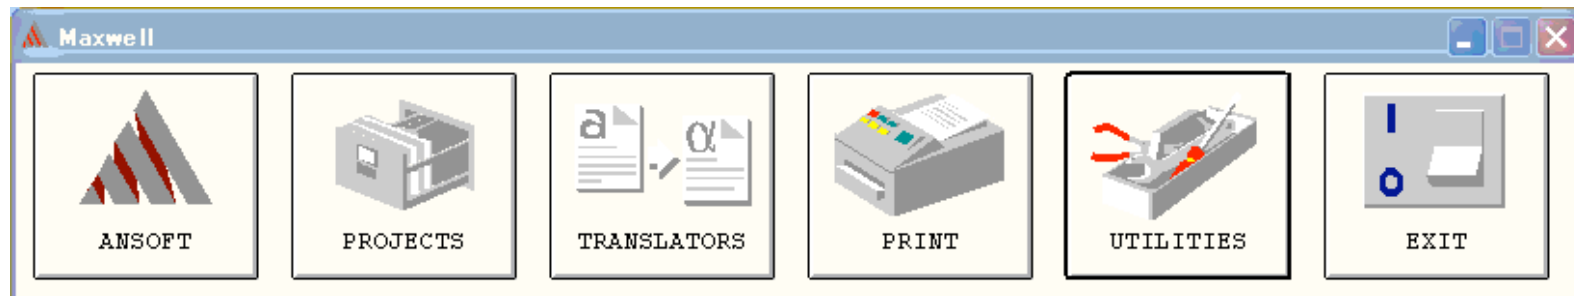 Maxwell
a
α
ANSOFT
PROJECTS
TRANSLATORS
PRINT
UTILITIES
I
O
EXIT